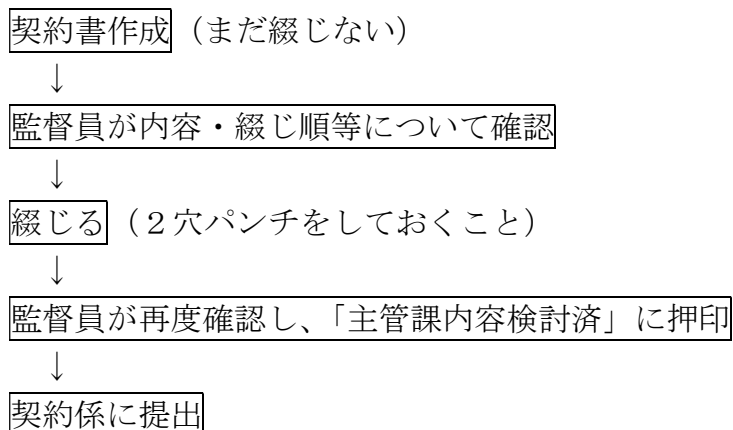 契約書作成（まだ綴じない）
↓
監督員が内容・綴じ順等について確認
↓
綴じる（２穴パンチをしておくこと）
↓
監督員が再度確認し、「主管課内容検討済」に押印
↓
契約係に提出